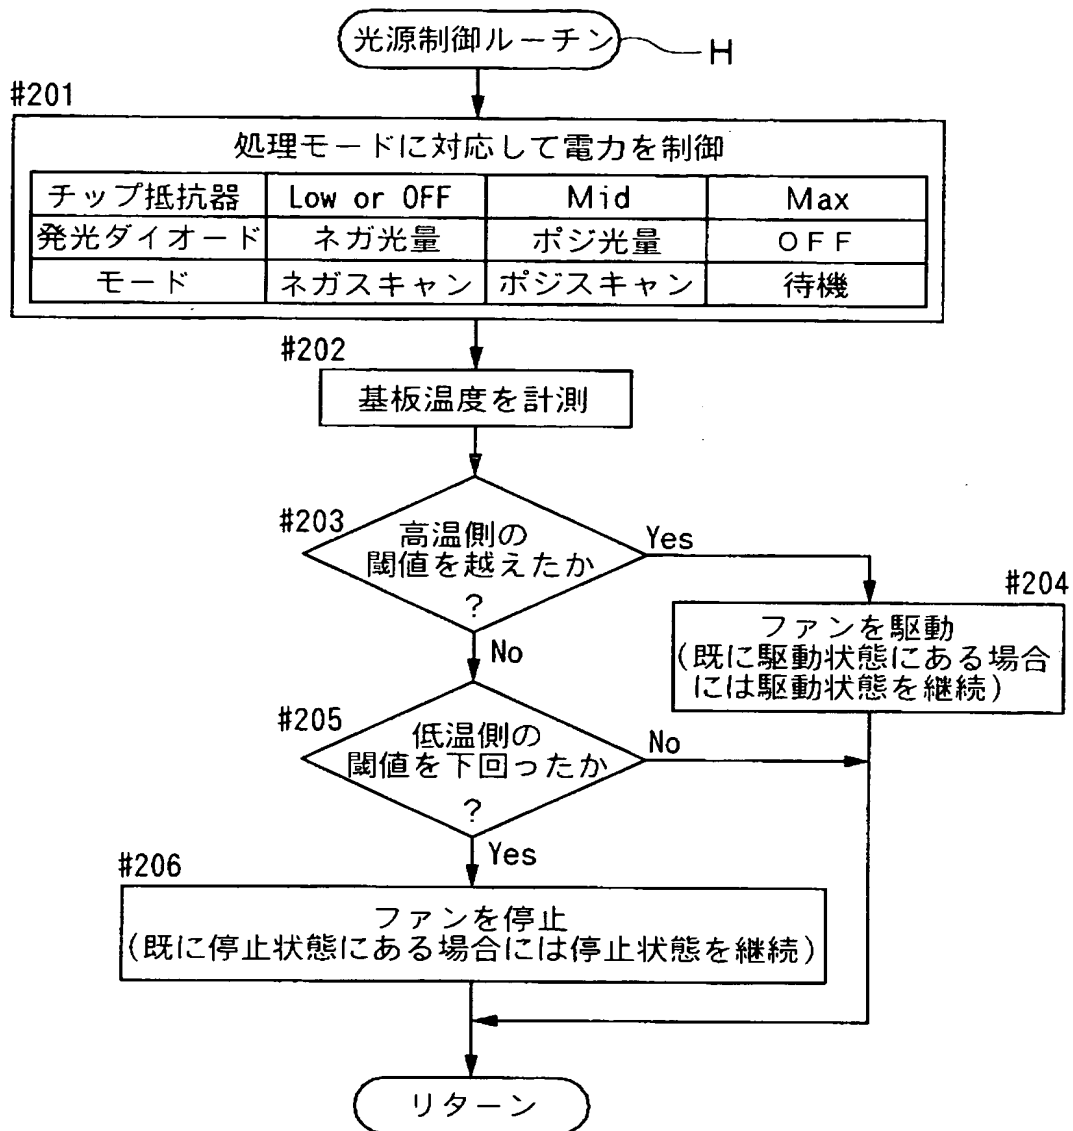 光源制御ルーチン
H
#201
処理モードに対応して電力を制御
チップ抵抗器 Low or OFF Mid Max
発光ダイオード ネガ光量 ポジ光量 OFF
モード ネガスキャン ポジスキャン 待機
#202
基板温度を計測
#203
高温側の
閾値を越えたか
?
Yes
No
#204
ファンを駆動
(既に駆動状態にある場合
には駆動状態を継続)
#205
低温側の
閾値を下回ったか
?
No
Yes
#206
ファンを停止
(既に停止状態にある場合には停止状態を継続)
リターン